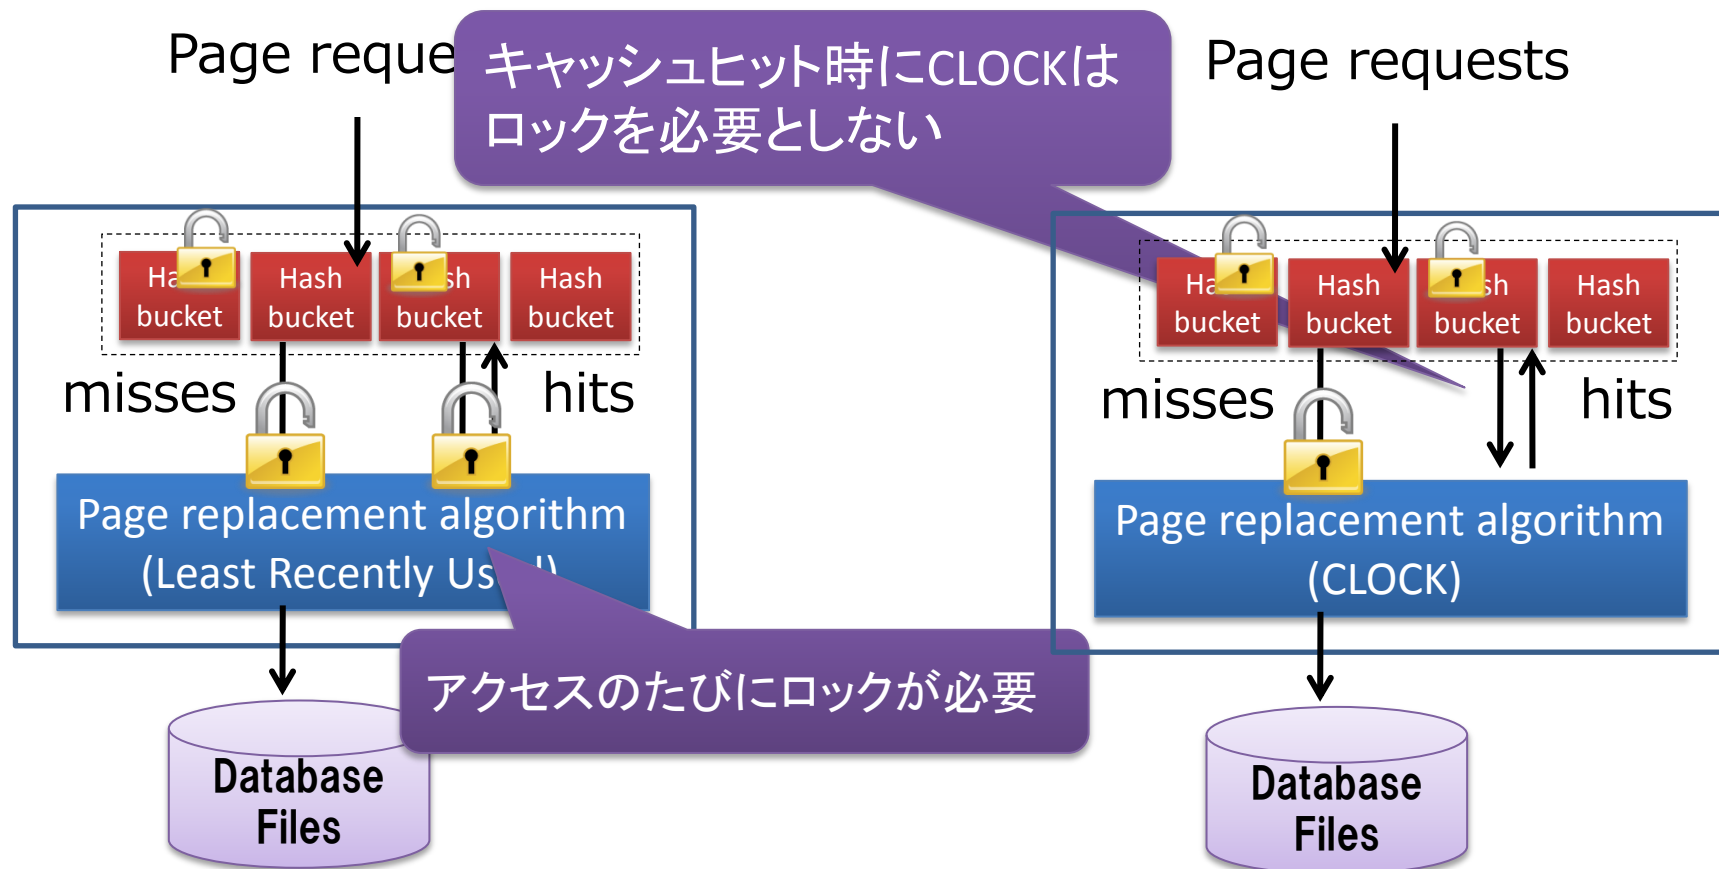 Page reque
キャッシュヒット時にCLOCKは
ロックを必要としない
Hash
bucket
Hash
bucket
bucket
Hash
bucket
misses
hits
Page replacement algorithm
(Least Recently Used)
アクセスのたびにロックが必要
Database
Files
Page requests
Hash
bucket
Hash
bucket
Hash
bucket
Hash
bucket
misses
hits
Page replacement algorithm
(CLOCK)
Database
Files